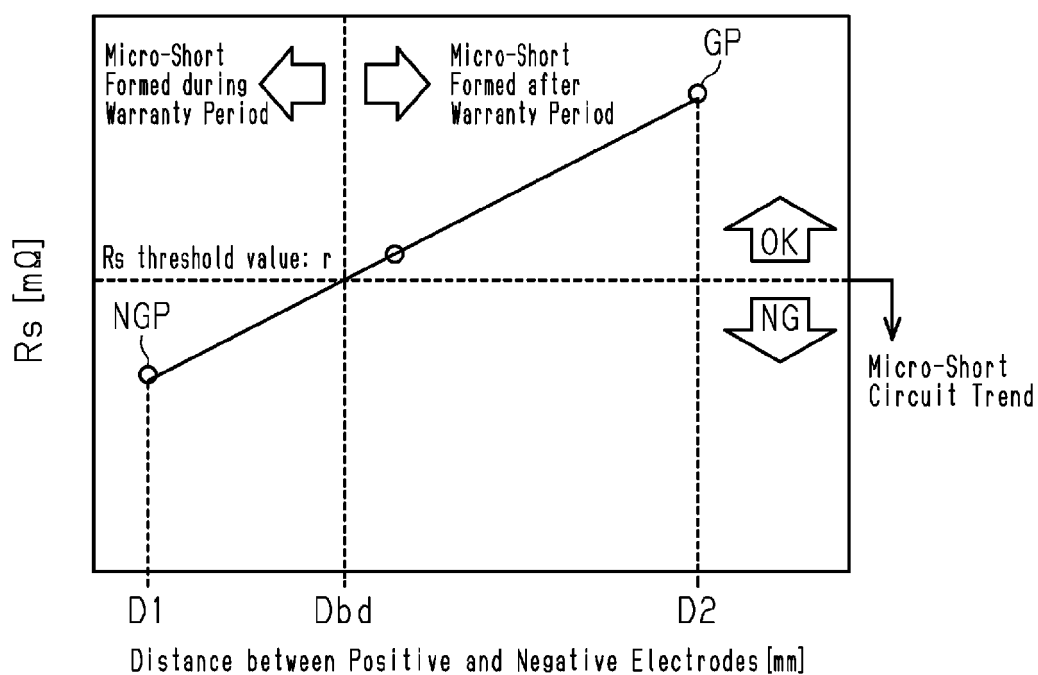 Micro-Short
Formed during
Warranty Period
Micro-Short
Formed after
Warranty Period
GP
OK
Rs threshold value: r
Rs [mΩ]
NGP
NG
Micro-Short
Circuit Trend
D1
Dbd
D2
Distance between Positive and Negative Electrodes [mm]